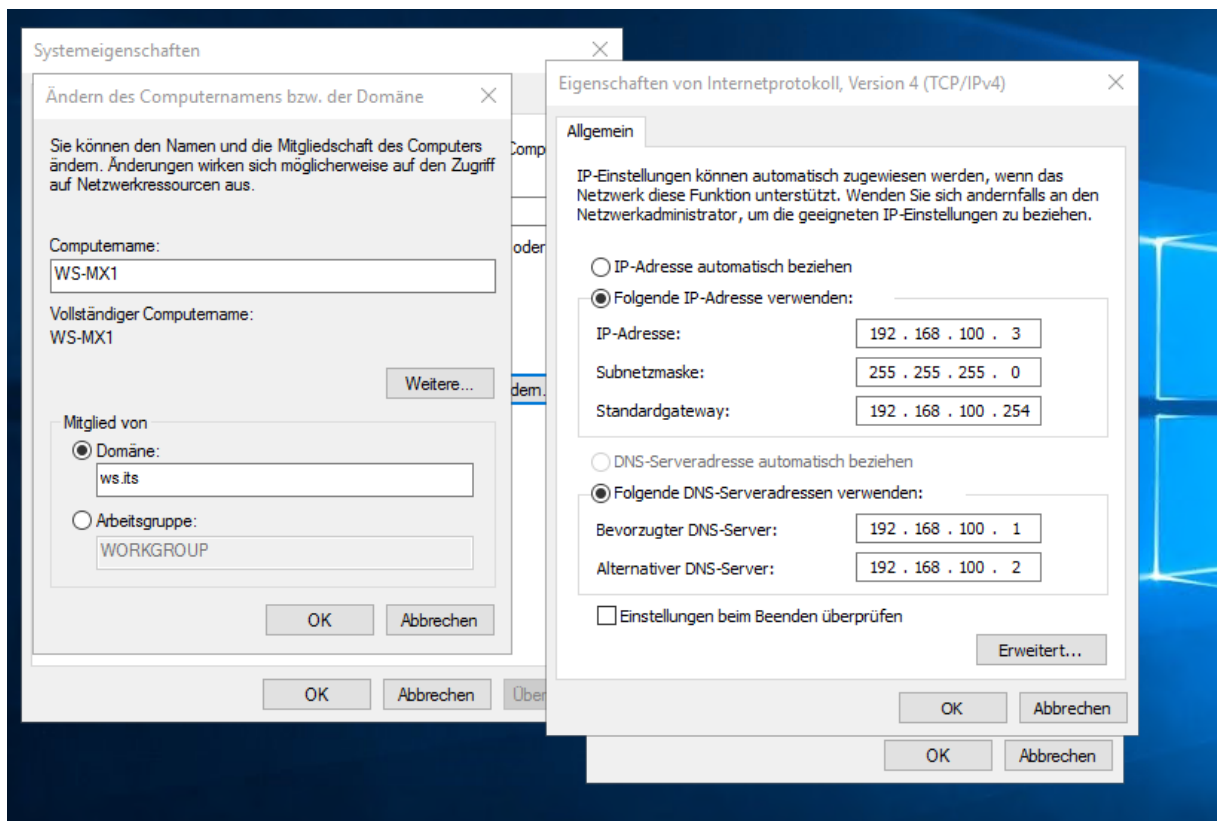 Systemeigenschaften
Ändern des Computernamens bzw. der Domäne
Sie können den Namen und die Mitgliedschaft des Computers
ändern. Änderungen wirken sich möglicherweise auf den Zugriff
auf Netzwerkressourcen aus.
Computername:
WS-MX1
Vollständiger Computername:
WS-MX1
Weitere...
Mitglied von
Domäne:
ws.its
Arbeitsgruppe:
WORKGROUP
OK Abbrechen
OK Abbrechen
oder
Eigenschaften von Internetprotokoll, Version 4 (TCP/IPv4)
Allgemein
IP-Einstellungen können automatisch zugewiesen werden, wenn das
Netzwerk diese Funktion unterstützt. Wenden Sie sich andernfalls an den
Netzwerkadministrator, um die geeigneten IP-Einstellungen zu beziehen.
IP-Adresse automatisch beziehen
Folgende IP-Adresse verwenden:
IP-Adresse: 192 . 168 . 100 . 3
Subnetzmaske: 255 . 255 . 255 . 0
Standardgateway: 192 . 168 . 100 . 254
DNS-Serveradresse automatisch beziehen
Folgende DNS-Serveradressen verwenden:
Bevorzugter DNS-Server: 192 . 168 . 100 . 1
Alternativer DNS-Server: 192 . 168 . 100 . 2
Einstellungen beim Beenden überprüfen
Erweitert...
OK Abbrechen
OK Abbrechen